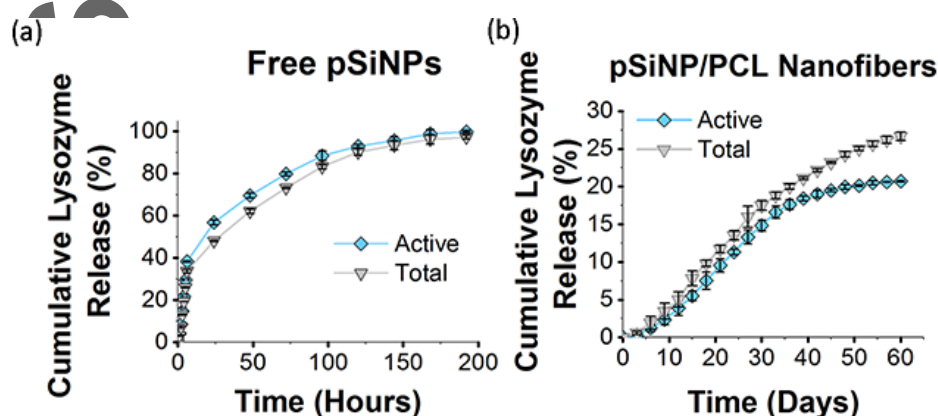 (a)
Free pSiNPs
Cumulative Lysozyme
Release (%)
100
80
60
40
20
0
Active
Total
0 50 100 150 200
Time (Hours)
(b)
pSiNP/PCL Nanofibers
Cumulative Lysozyme
Release (%)
30
25
20
15
10
5
0
Active
Total
0 10 20 30 40 50 60
Time (Days)